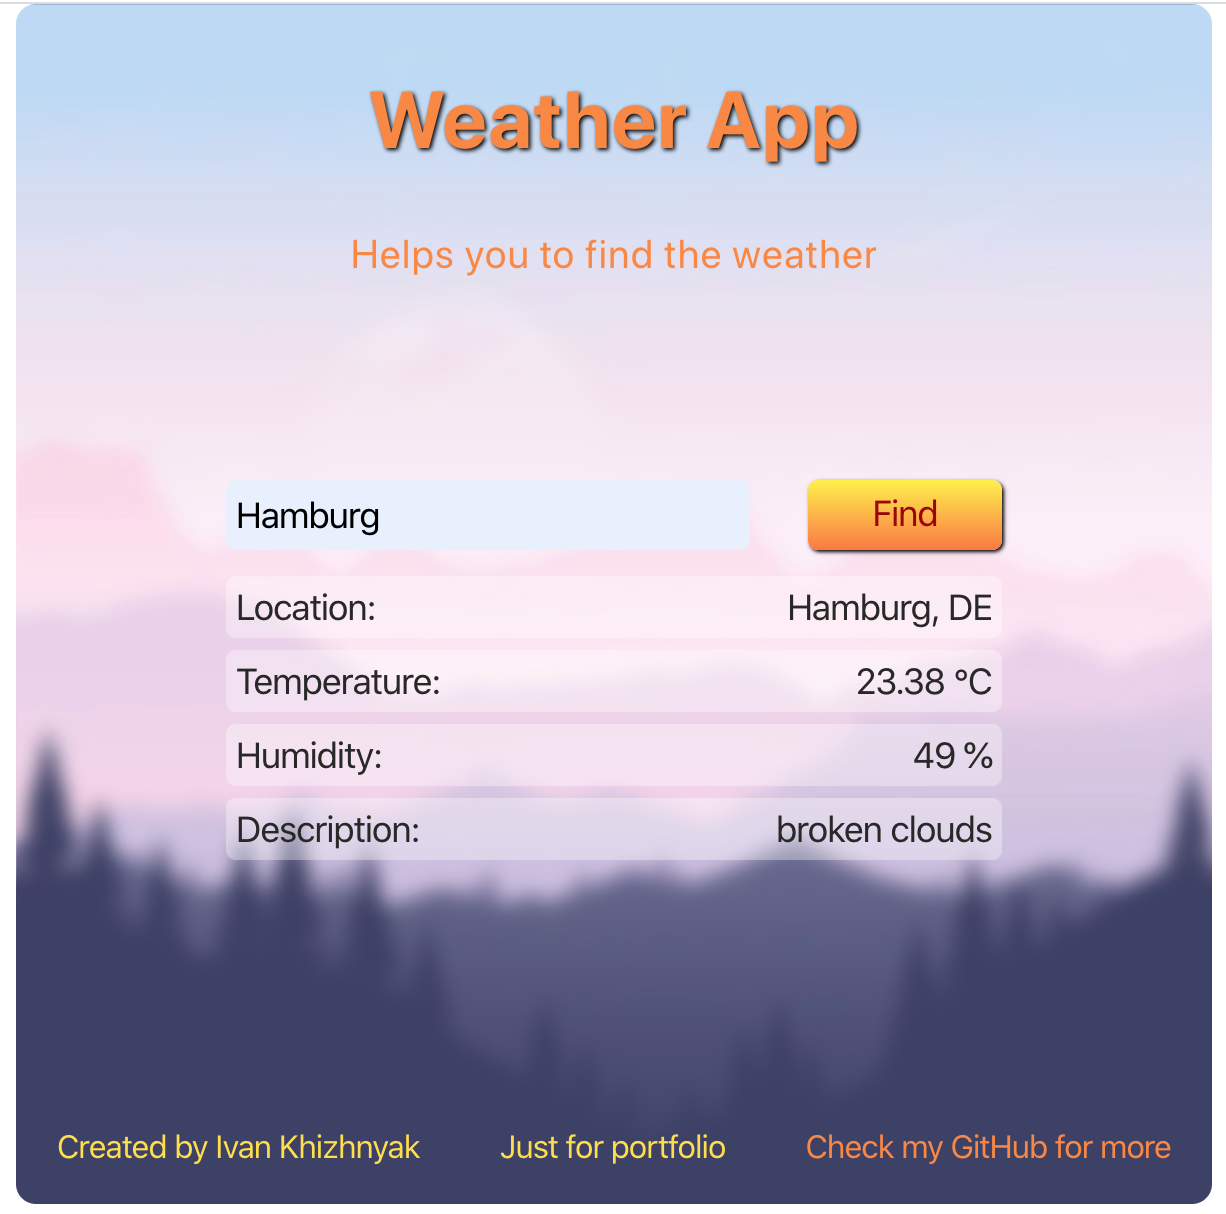 Weather App
Helps you to find the weather
Hamburg Find
Location: Hamburg, DE
Temperature: 23.38 °C
Humidity: 49 %
Description: broken clouds
Created by Ivan Khizhnyak Just for portfolio Check my GitHub for more